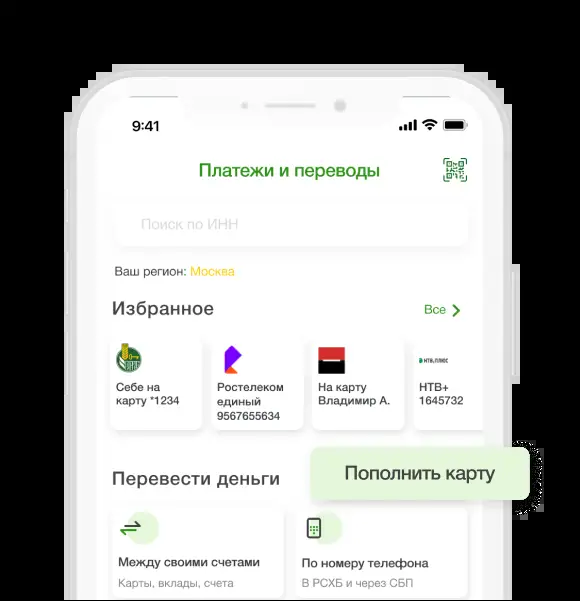 9:41
Платежи и переводы
Поиск по ИНН
Ваш регион: Москва
Избранное
Все
НТВ.ПЛЮС
Себе на
карту *1234
Ростелеком
единый
9567655634
На карту
Владимир А.
НТВ+
1645732
Перевести деньги
Пополнить карту
Между своими счетами
Карты, вклады, счета
По номеру телефона
В РСХБ и через СБП